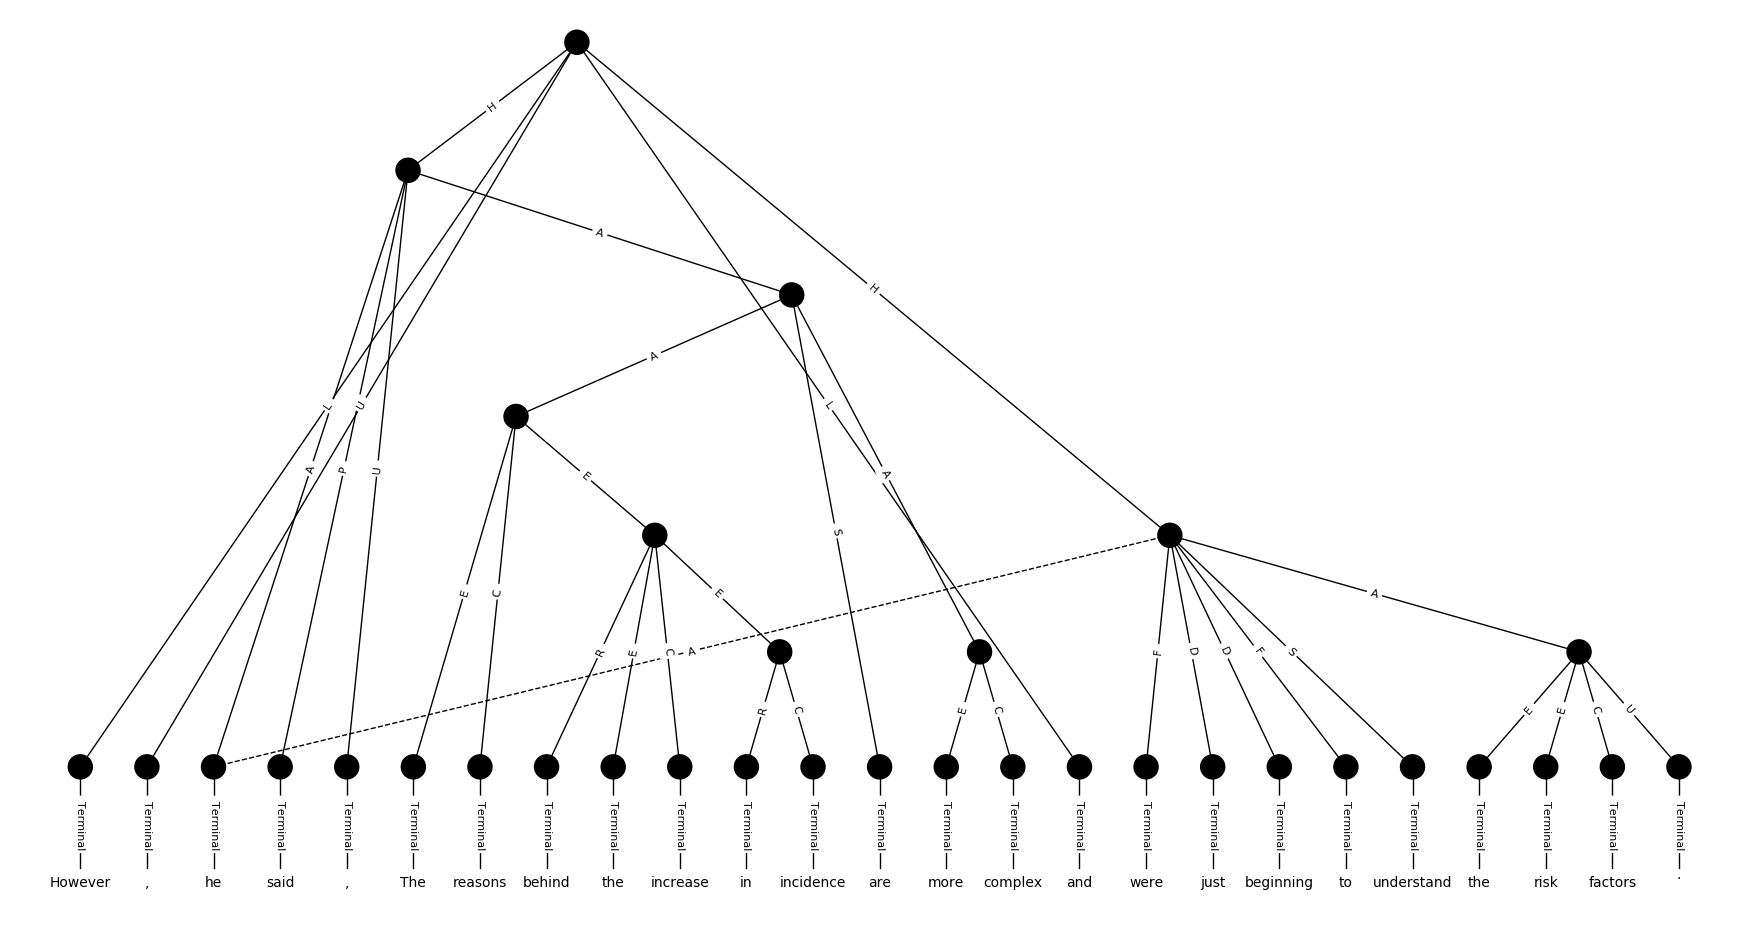 H
A
H
A
L
U
L
A
P
U
E
A
S
E
C
E
R
E
C
A
F
D
D
F
S
A
R
C
E
C
E
E
C
U
Terminal Terminal Terminal Terminal Terminal Terminal Terminal Terminal Terminal Terminal Terminal Terminal Terminal Terminal Terminal Terminal Terminal Terminal Terminal Terminal Terminal Terminal Terminal Terminal Terminal
However , he said , The reasons behind the increase in incidence are more complex and were just beginning to understand the risk factors .